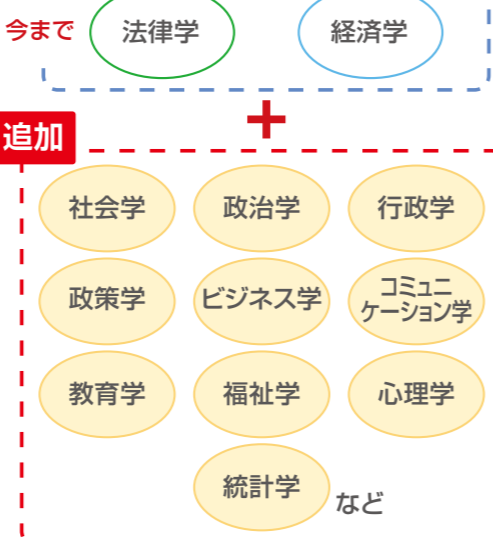 今まで 法律学 経済学
+
追加
社会学 政治学 行政学
政策学 ビジネス学 コミュニ
ケーション学
教育学 福祉学 心理学
統計学 など